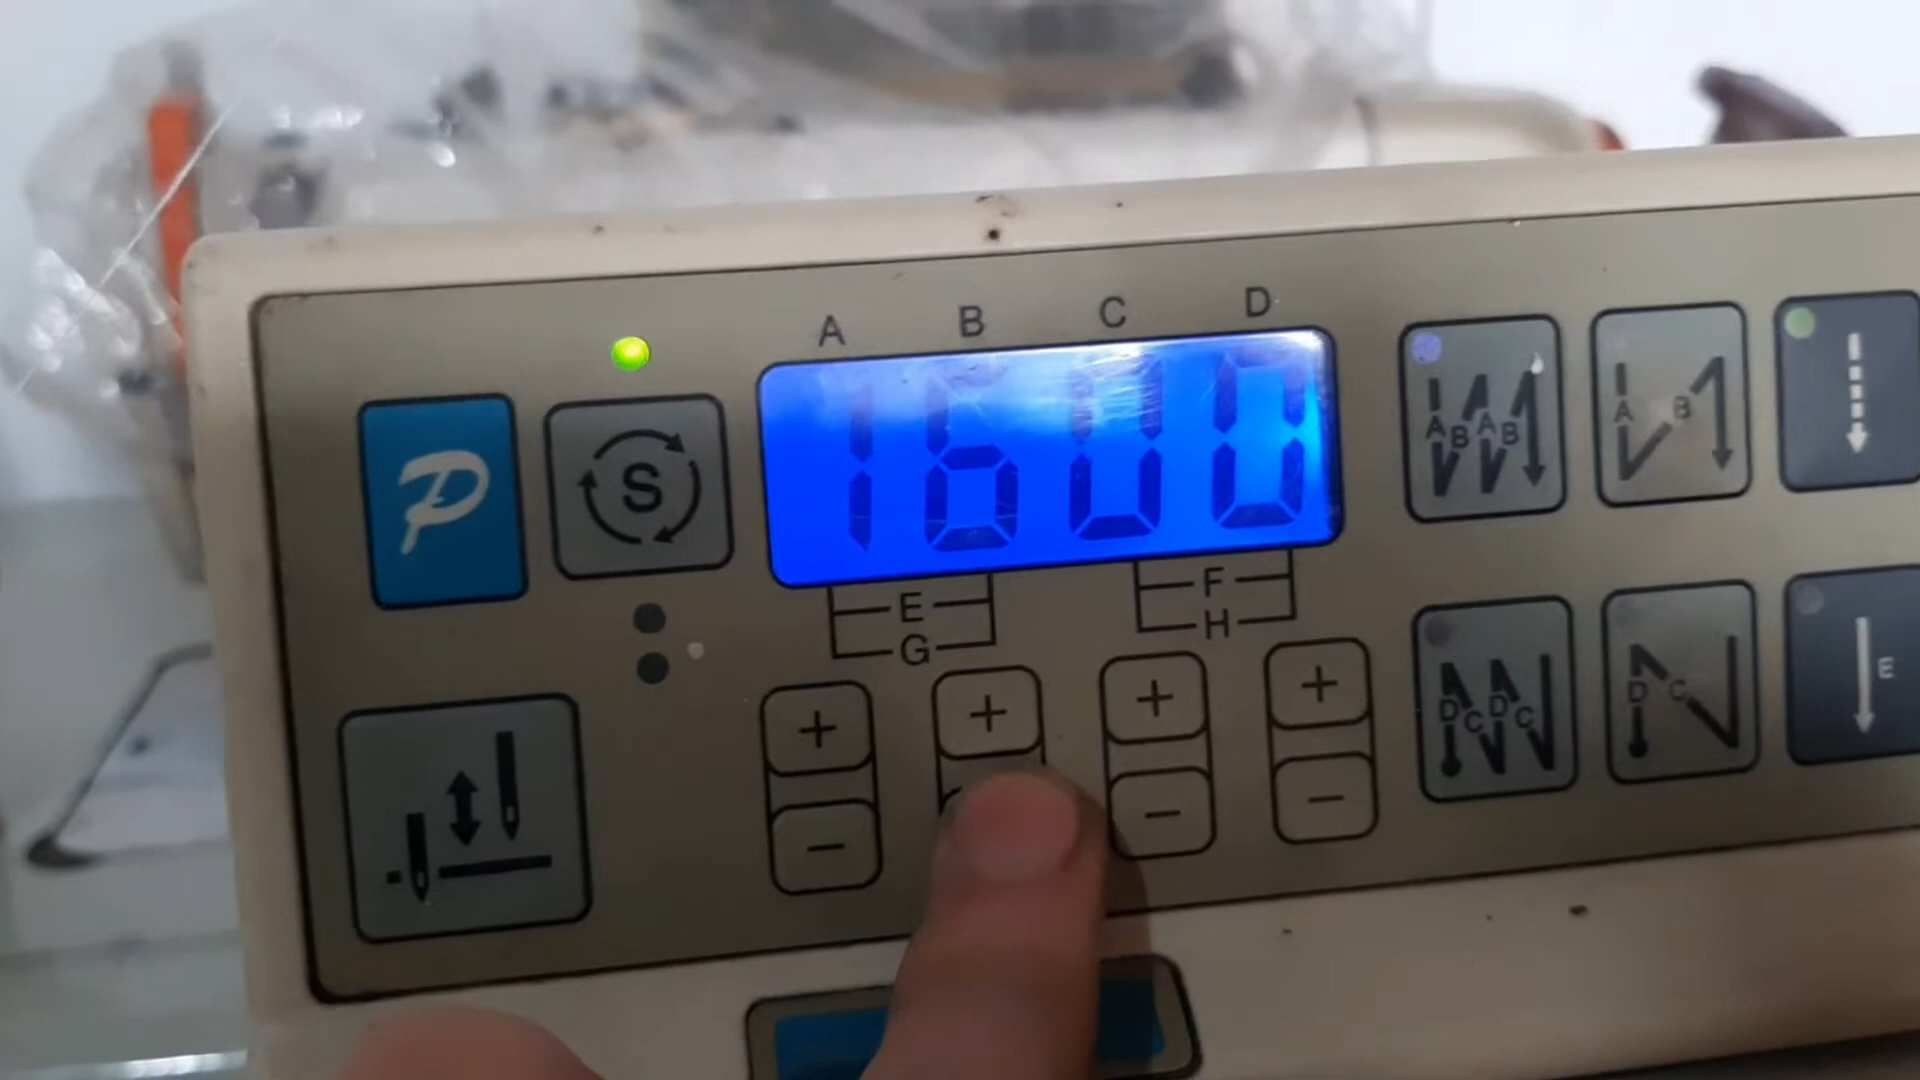 A B C D
1600
P
S
E
F
G
H
+ + + +
- - -
A B A B
A B
D C D C
D C
E